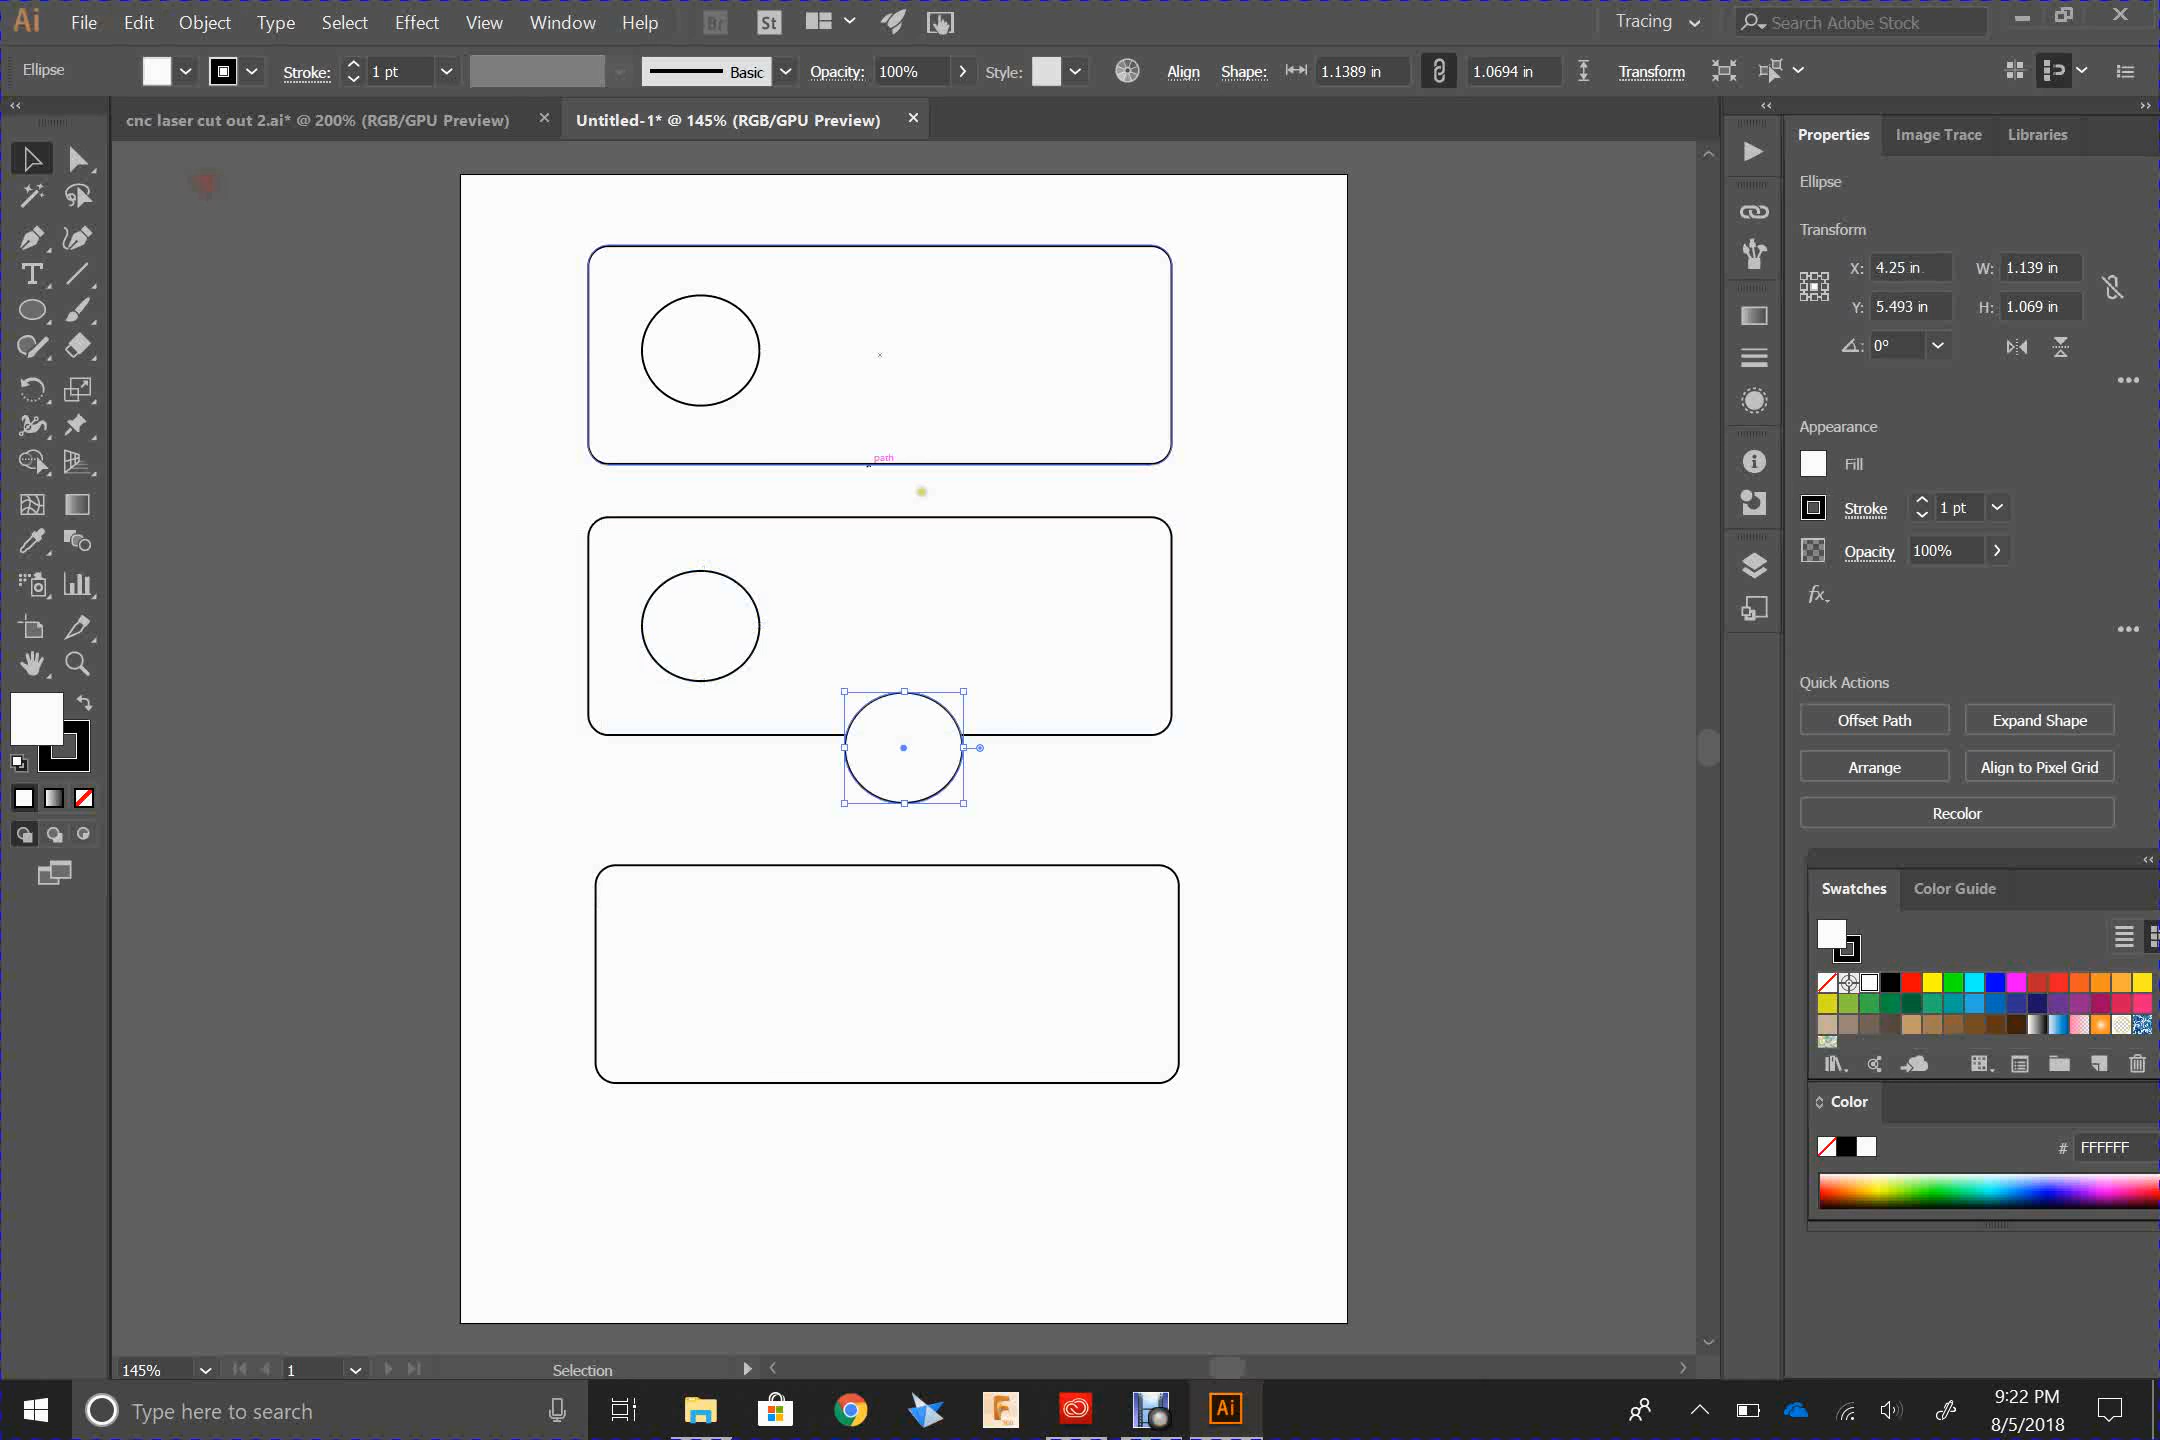 Ai File Edit Object Type Select Effect View Window Help Br St Tracing Search Adobe Stock
Ellipse Stroke: 1 pt Basic Opacity: 100% Style: Align Shape: 1.1389 in 1.0694 in Transform
cnc laser cut out 2.ai* @ 200% (RGB/GPU Preview) Untitled-1* @ 145% (RGB/GPU Preview)
Properties Image Trace Libraries
Ellipse
Transform
X: 4.25 in W: 1.139 in
Y: 5.493 in H: 1.069 in
0°
Appearance
Fill
path
Stroke 1 pt
Opacity 100%
fx
Quick Actions
Offset Path Expand Shape
Arrange Align to Pixel Grid
Recolor
Swatches Color Guide
Color
# FFFFFF
145% 1 Selection
Type here to search
Ai
9:22 PM
8/5/2018